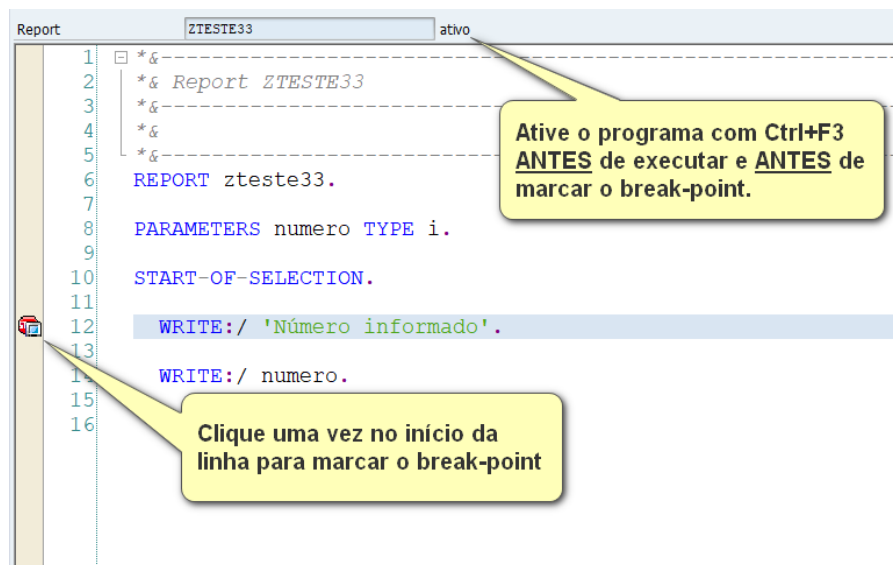 Report ZTESTE33 ativo
1 *&---------------------------------------------------------------
2 *& Report ZTESTE33
3 *&---------------------------------------------------------------
4 *&
5 *&---------------------------------------------------------------
6 REPORT zteste33.
7
8 PARAMETERS numero TYPE i.
9
10 START-OF-SELECTION.
11
12 WRITE:/ 'Número informado'.
13
14 WRITE:/ numero.
15
16
Ative o programa com Ctrl+F3
ANTES de executar e ANTES de
marcar o break-point.
Clique uma vez no início da
linha para marcar o break-point